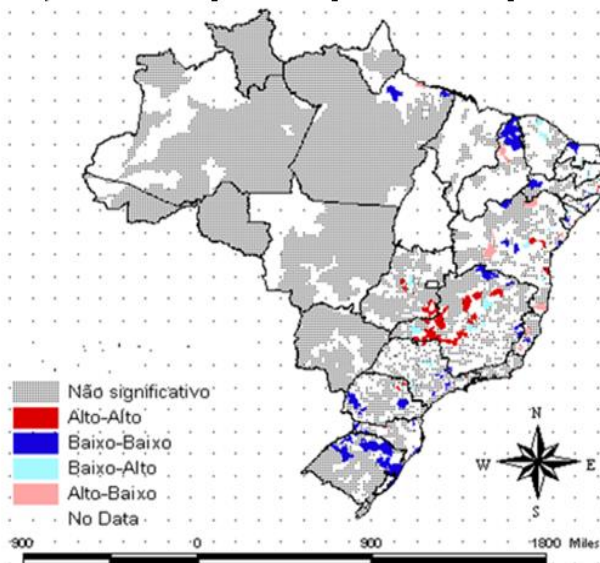 Não significativo
Alto-Alto
Baixo-Baixo
Baixo-Alto
Alto-Baixo
No Data
N
W
E
S
900
0
900
1800 Miles